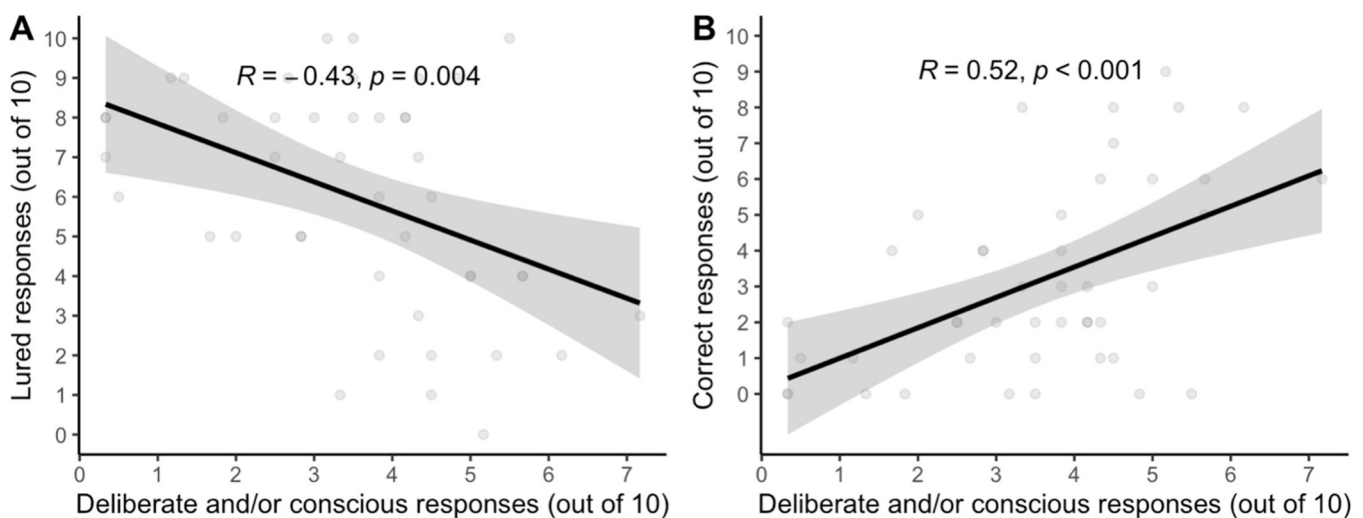 A
R = −0.43, p = 0.004
Lured responses (out of 10)
10
9
8
7
6
5
4
3
2
1
0
0 1 2 3 4 5 6 7
Deliberate and/or conscious responses (out of 10)
B
R = 0.52, p < 0.001
Correct responses (out of 10)
10
9
8
7
6
5
4
3
2
1
0
0 1 2 3 4 5 6 7
Deliberate and/or conscious responses (out of 10)